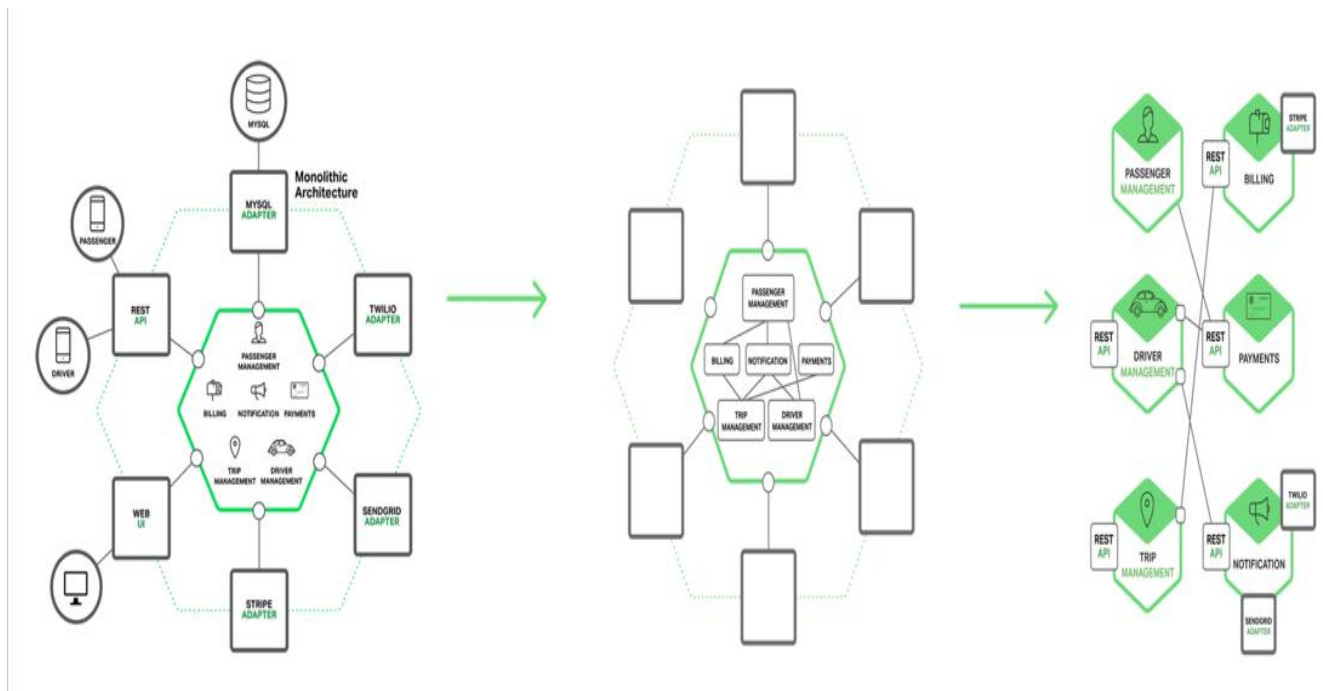 MYSQL
Monolithic
Architecture
MYSQL
ADAPTER
PASSENGER
REST
API
TWILIO
ADAPTER
DRIVER
PASSENGER
MANAGEMENT
BILLING
NOTIFICATION
PAYMENTS
TRIP
MANAGEMENT
DRIVER
MANAGEMENT
WEB
UI
SENDGRID
ADAPTER
STRIPE
ADAPTER
PASSENGER
MANAGEMENT
BILLING
NOTIFICATION
PAYMENTS
TRIP
MANAGEMENT
DRIVER
MANAGEMENT
PASSENGER
MANAGEMENT
REST
API
BILLING
STRIPE
ADAPTER
REST
API
DRIVER
MANAGEMENT
REST
API
PAYMENTS
REST
API
TRIP
MANAGEMENT
REST
API
NOTIFICATION
TWILIO
ADAPTER
SENDGRID
ADAPTER